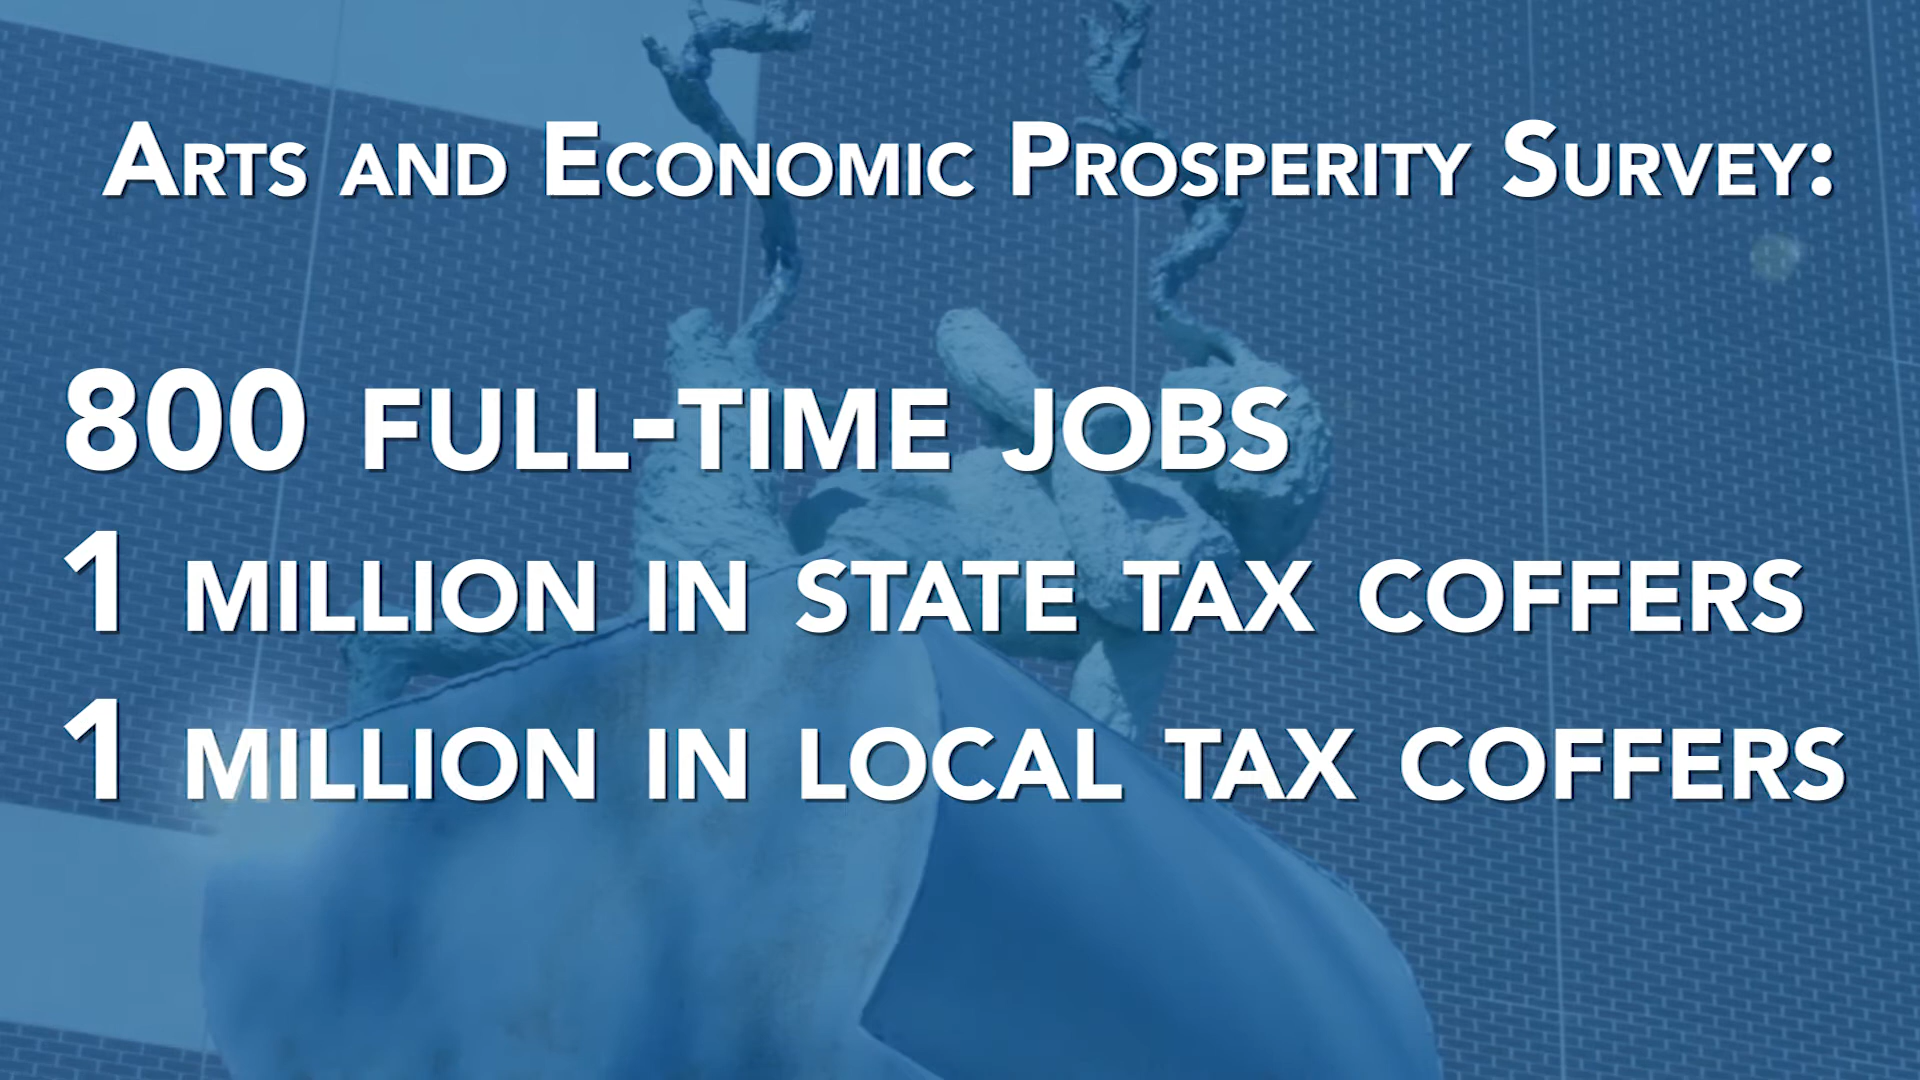 Arts and Economic Prosperity Survey:
800 full-time jobs
1 million in state tax coffers
1 million in local tax coffers